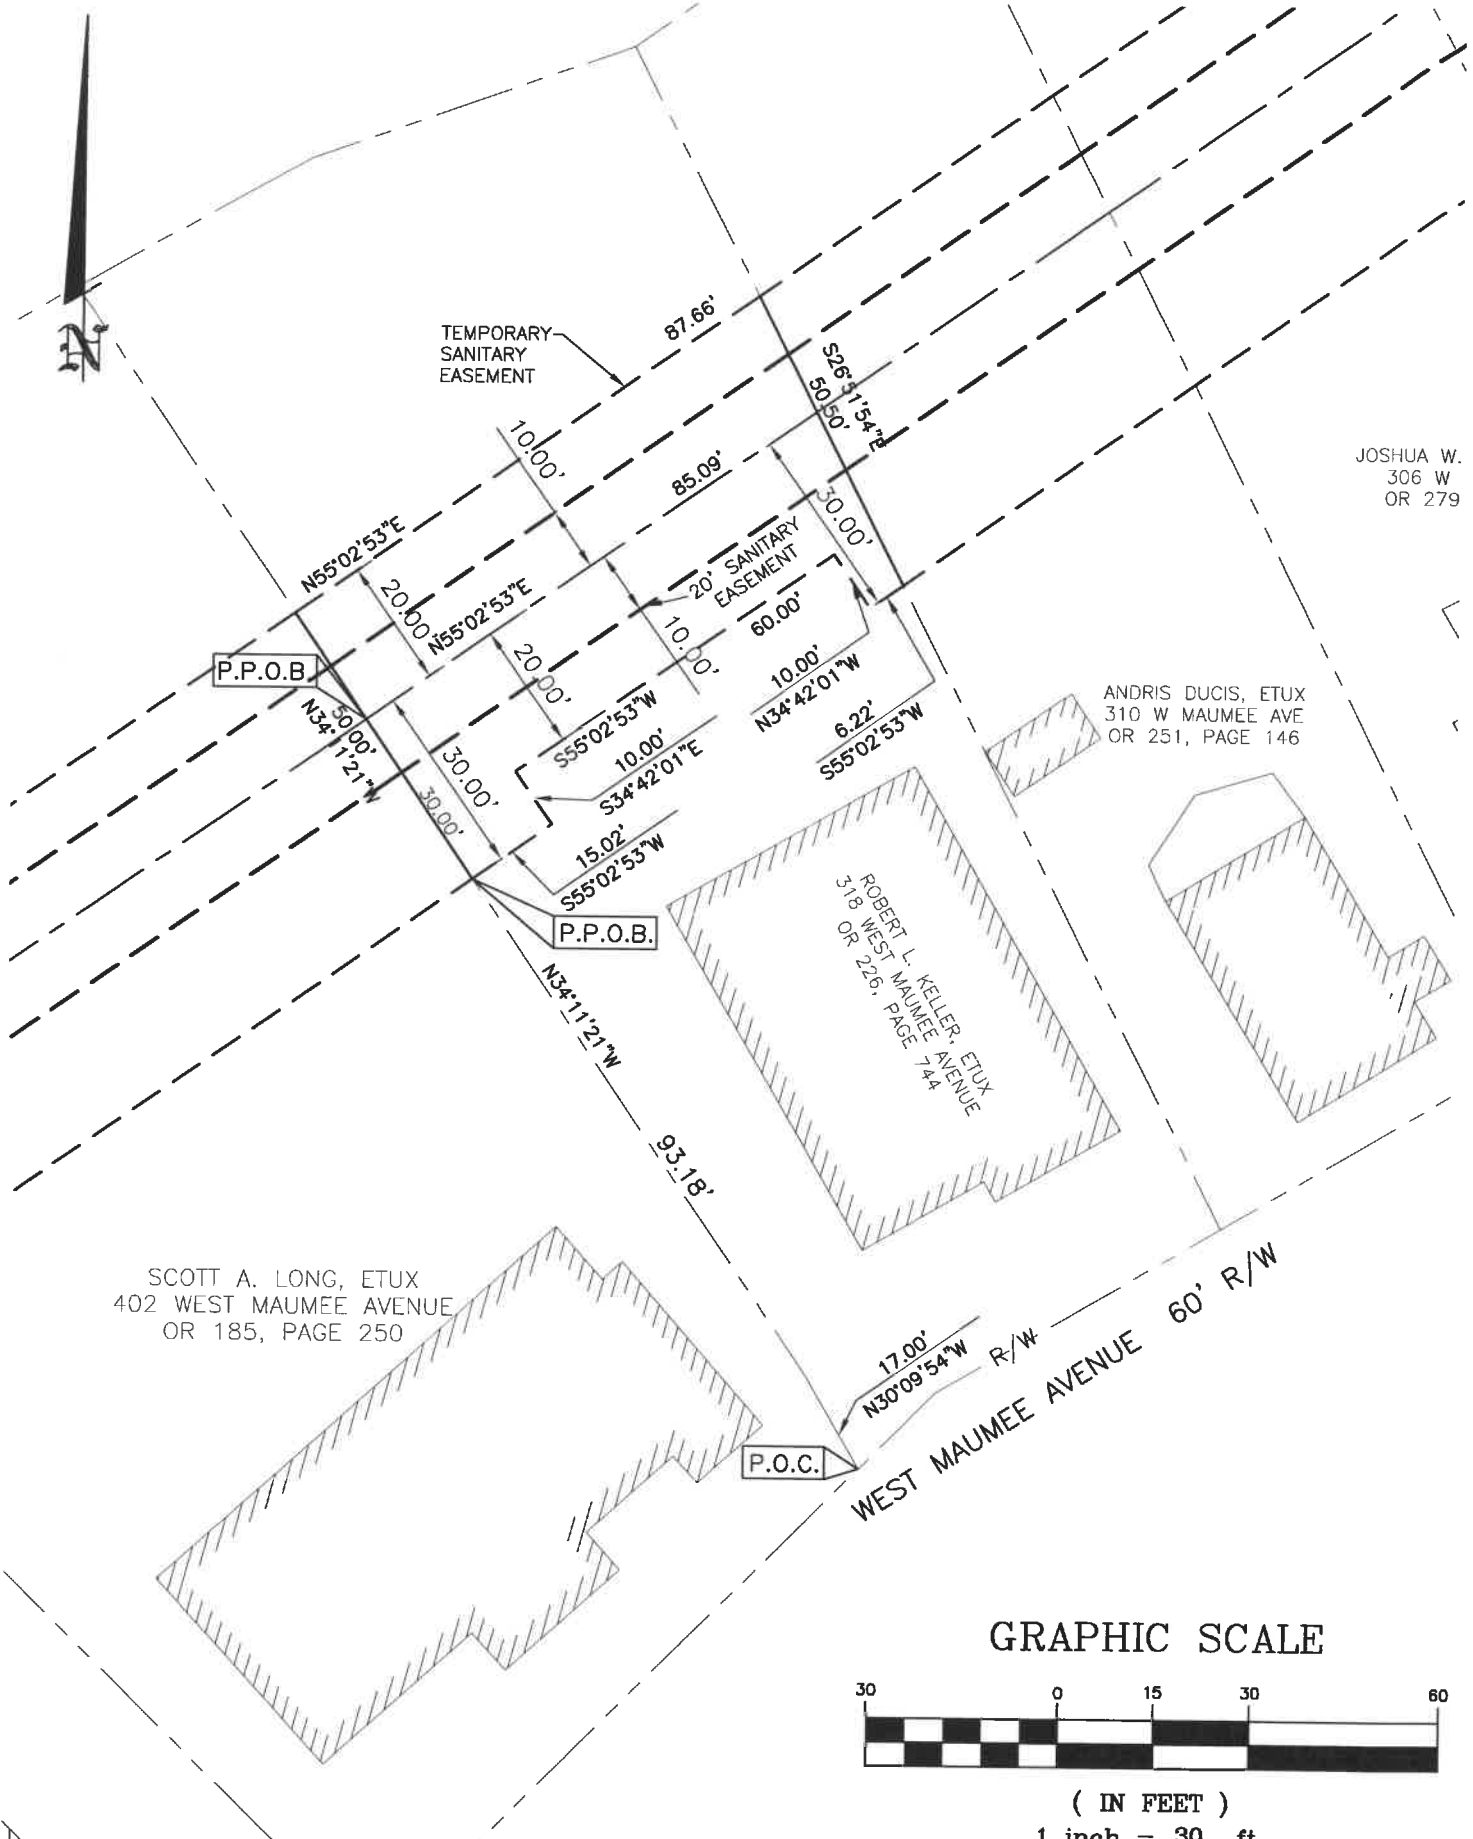 N
87.66'
TEMPORARY
SANITARY
EASEMENT
S26°51'54"E
50.50'
10.00'
85.09'
JOSHUA W.
306 W
OR 279
30.00'
N55°02'53"E
20' SANITARY
EASEMENT
20.00'
N55°02'53"E
60.00'
10.00'
20.00'
P.P.O.B.
10.00'
N34°42'01"W
ANDRIS DUCIS, ETUX
310 W MAUMEE AVE
OR 251, PAGE 146
50.00'
N34°11'21"W
S55°02'53"W
6.22'
S55°02'53"W
30.00'
10.00'
S34°42'01"E
30.00'
15.02'
S55°02'53"W
P.P.O.B.
ROBERT L. KELLER, ETUX
318 WEST MAUMEE AVENUE
OR 226, PAGE 744
N34°11'21"W
93.18'
SCOTT A. LONG, ETUX
402 WEST MAUMEE AVENUE
OR 185, PAGE 250
17.00'
N30°09'54"W
R/W
WEST MAUMEE AVENUE 60' R/W
P.O.C.
GRAPHIC SCALE
30 0 15 30 60
( IN FEET )
1 inch = 30 ft.